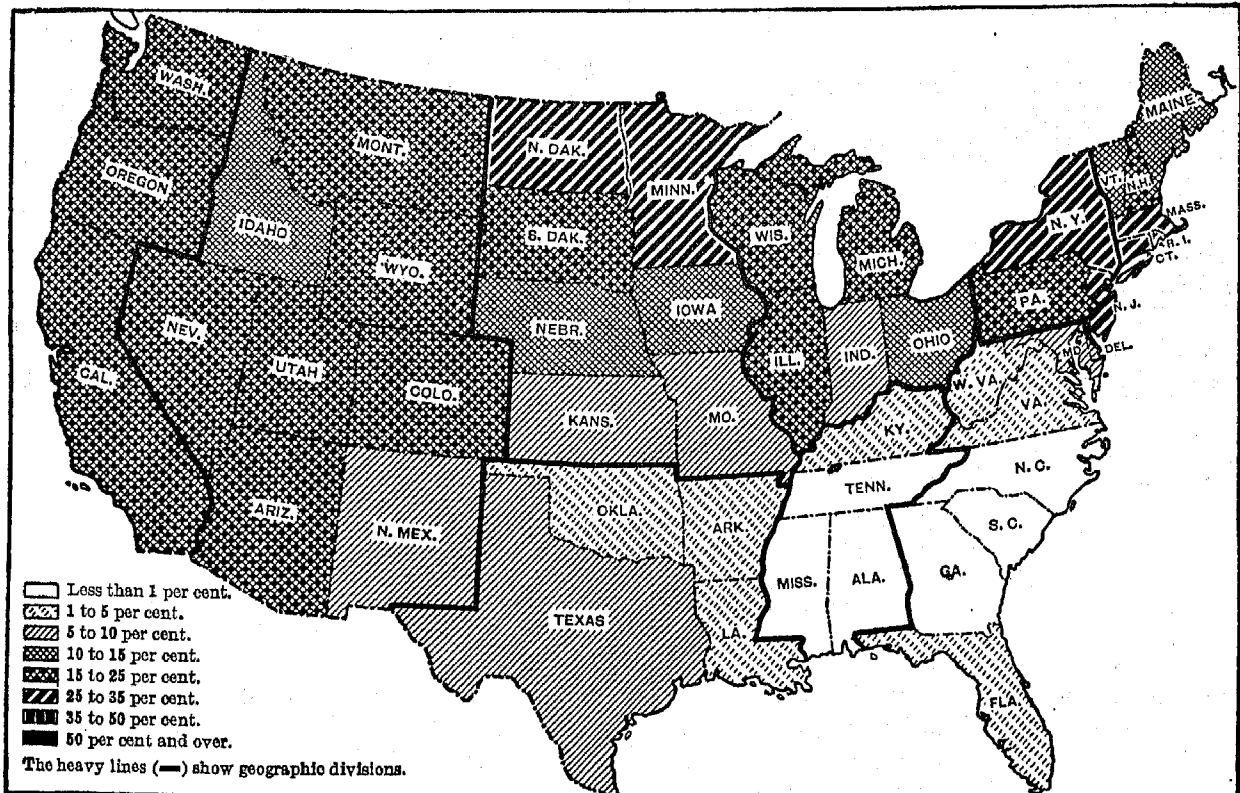 WASH.
MAINE
MONT.
N. DAK.
OREGON
MINN.
VT.
N.H.
MASS.
N. Y.
IDAHO
S. DAK.
WIS.
R. I.
CT.
WYO.
MICH.
PA.
N. J.
NEV.
NEBR.
IOWA
OHIO
DEL.
MD.
CAL.
UTAH
COLO.
ILL.
IND.
W. VA.
VA.
KANS.
MO.
KY.
N. C.
TENN.
ARIZ.
N. MEX.
OKLA.
ARK.
S. C.
MISS.
ALA.
GA.
TEXAS
LA.
FLA.
Less than 1 per cent.
1 to 5 per cent.
5 to 10 per cent.
10 to 15 per cent.
15 to 25 per cent.
25 to 35 per cent.
35 to 50 per cent.
50 per cent and over.
The heavy lines (▬) show geographic divisions.